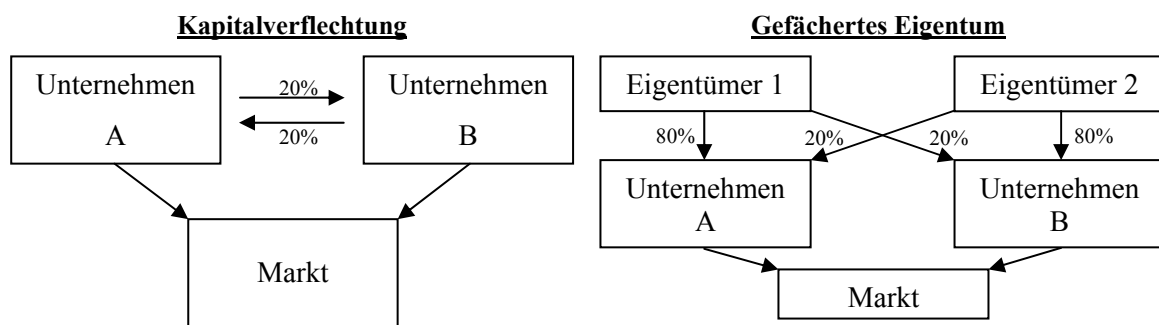 Kapitalverflechtung
Unternehmen
A
20%
20%
Unternehmen
B
Markt
Gefächertes Eigentum
Eigentümer 1
Eigentümer 2
80%
20%
20%
80%
Unternehmen
A
Unternehmen
B
Markt